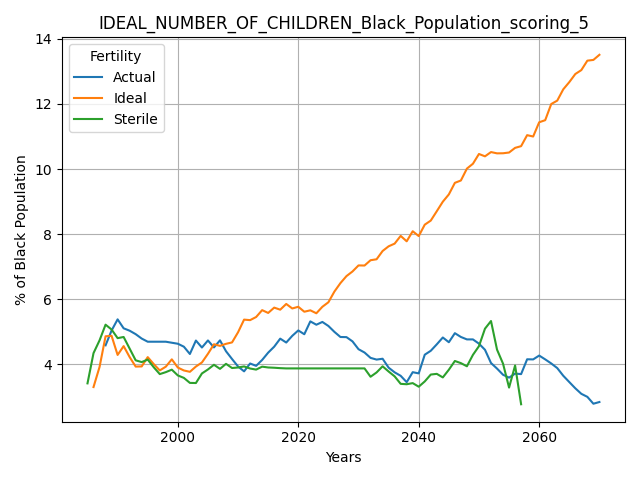 IDEAL_NUMBER_OF_CHILDREN_Black_Population_scoring_5
14
12
10
8
6
4
% of Black Population
Fertility
Actual
Ideal
Sterile
2000
2020
2040
2060
Years